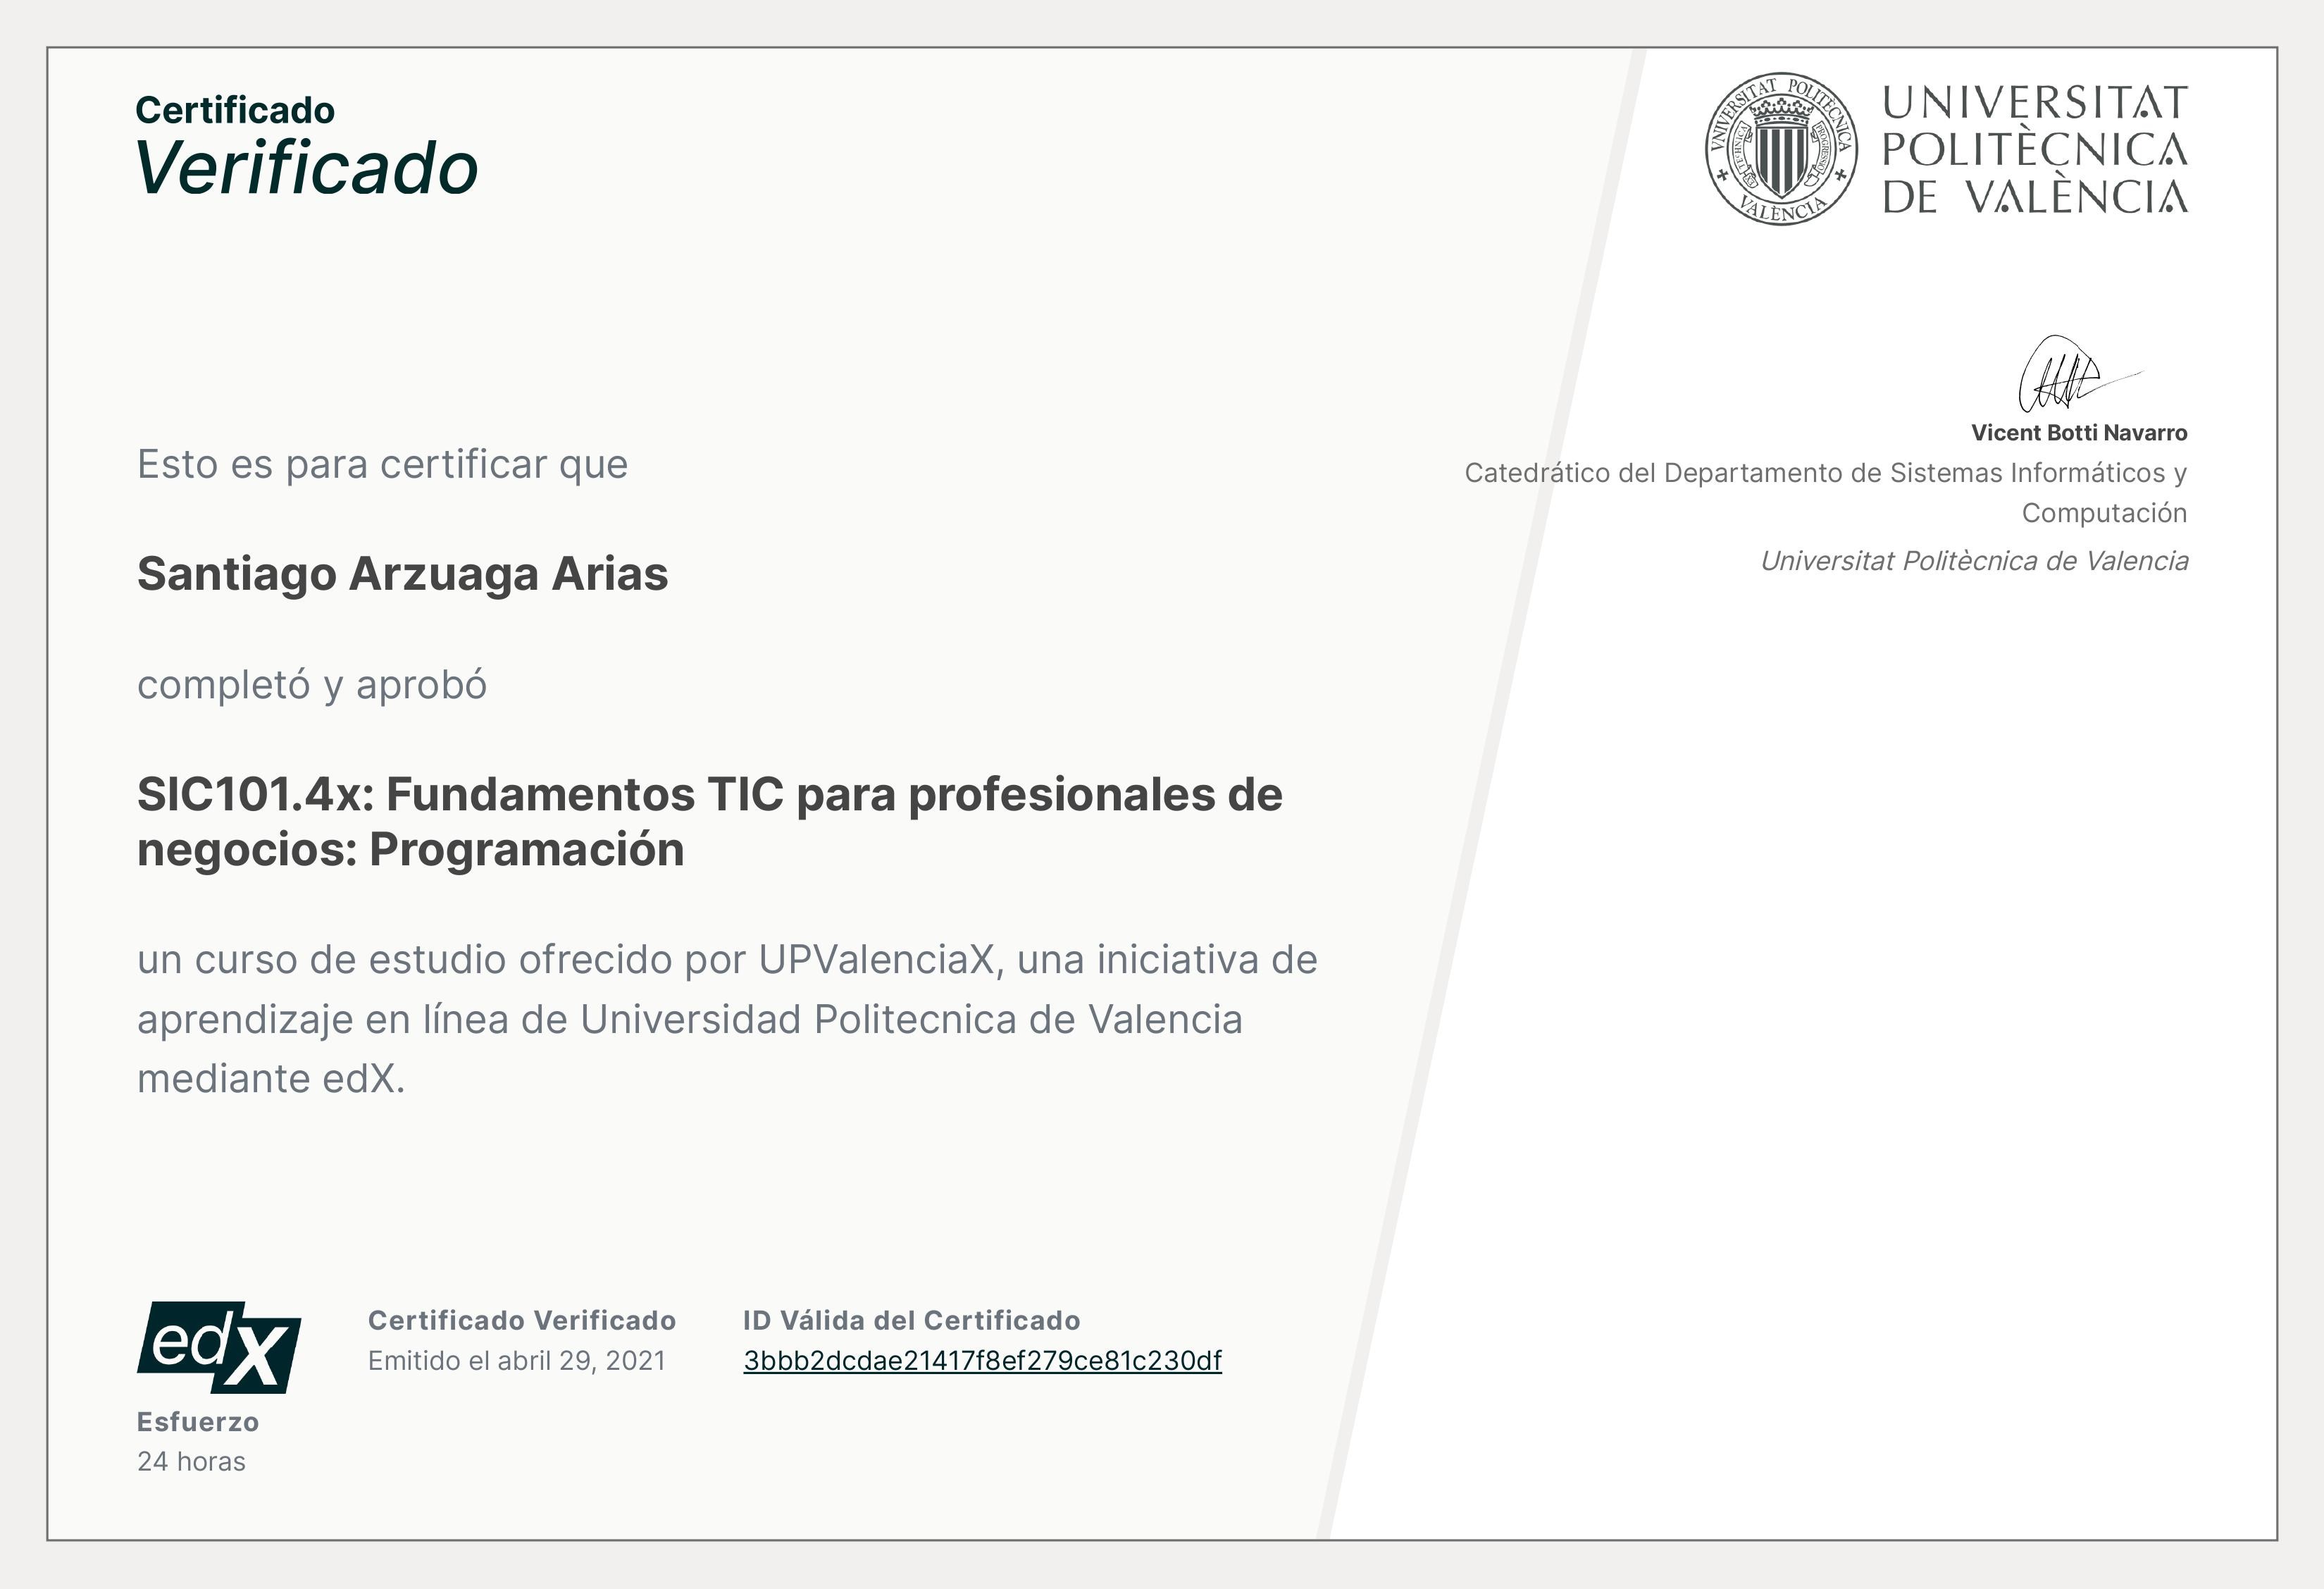 Certificado
Verificado
UNIVERSITAT POLITÈCNICA
VALÈNCIA
UNIVERSITAT
POLITÈCNICA
DE VALÈNCIA
Vicent Botti Navarro
Catedrático del Departamento de Sistemas Informáticos y
Computación
Universitat Politècnica de Valencia
Esto es para certificar que
Santiago Arzuaga Arias
completó y aprobó
SIC101.4x: Fundamentos TIC para profesionales de
negocios: Programación
un curso de estudio ofrecido por UPValenciaX, una iniciativa de
aprendizaje en línea de Universidad Politecnica de Valencia
mediante edX.
edX
Certificado Verificado
Emitido el abril 29, 2021
ID Válida del Certificado
3bbb2dcdae21417f8ef279ce81c230df
Esfuerzo
24 horas